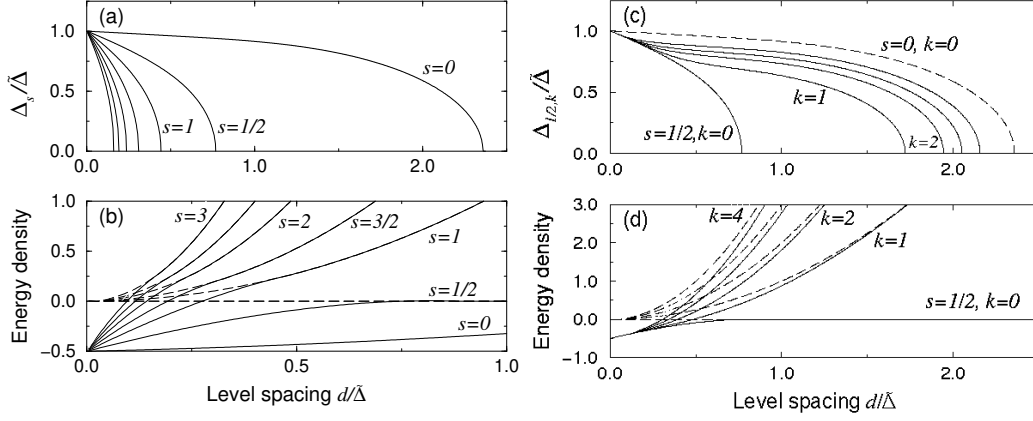 (a)
Δs/Δ̃
1.0
0.5
0.0
s=0
s=1
s=1/2
0.0
1.0
2.0
(b)
Energy density
1.0
0.5
0.0
−0.5
s=3
s=2
s=3/2
s=1
s=1/2
s=0
0.0
0.5
1.0
Level spacing d/Δ̃
(c)
Δ1/2,k/Δ̃
1.0
0.5
0.0
s=0, k=0
k=1
s=1/2,k=0
k=2
0.0
1.0
2.0
(d)
Energy density
3.0
2.0
1.0
0.0
−1.0
k=4
k=2
k=1
s=1/2, k=0
0.0
1.0
2.0
Level spacing d/Δ̃